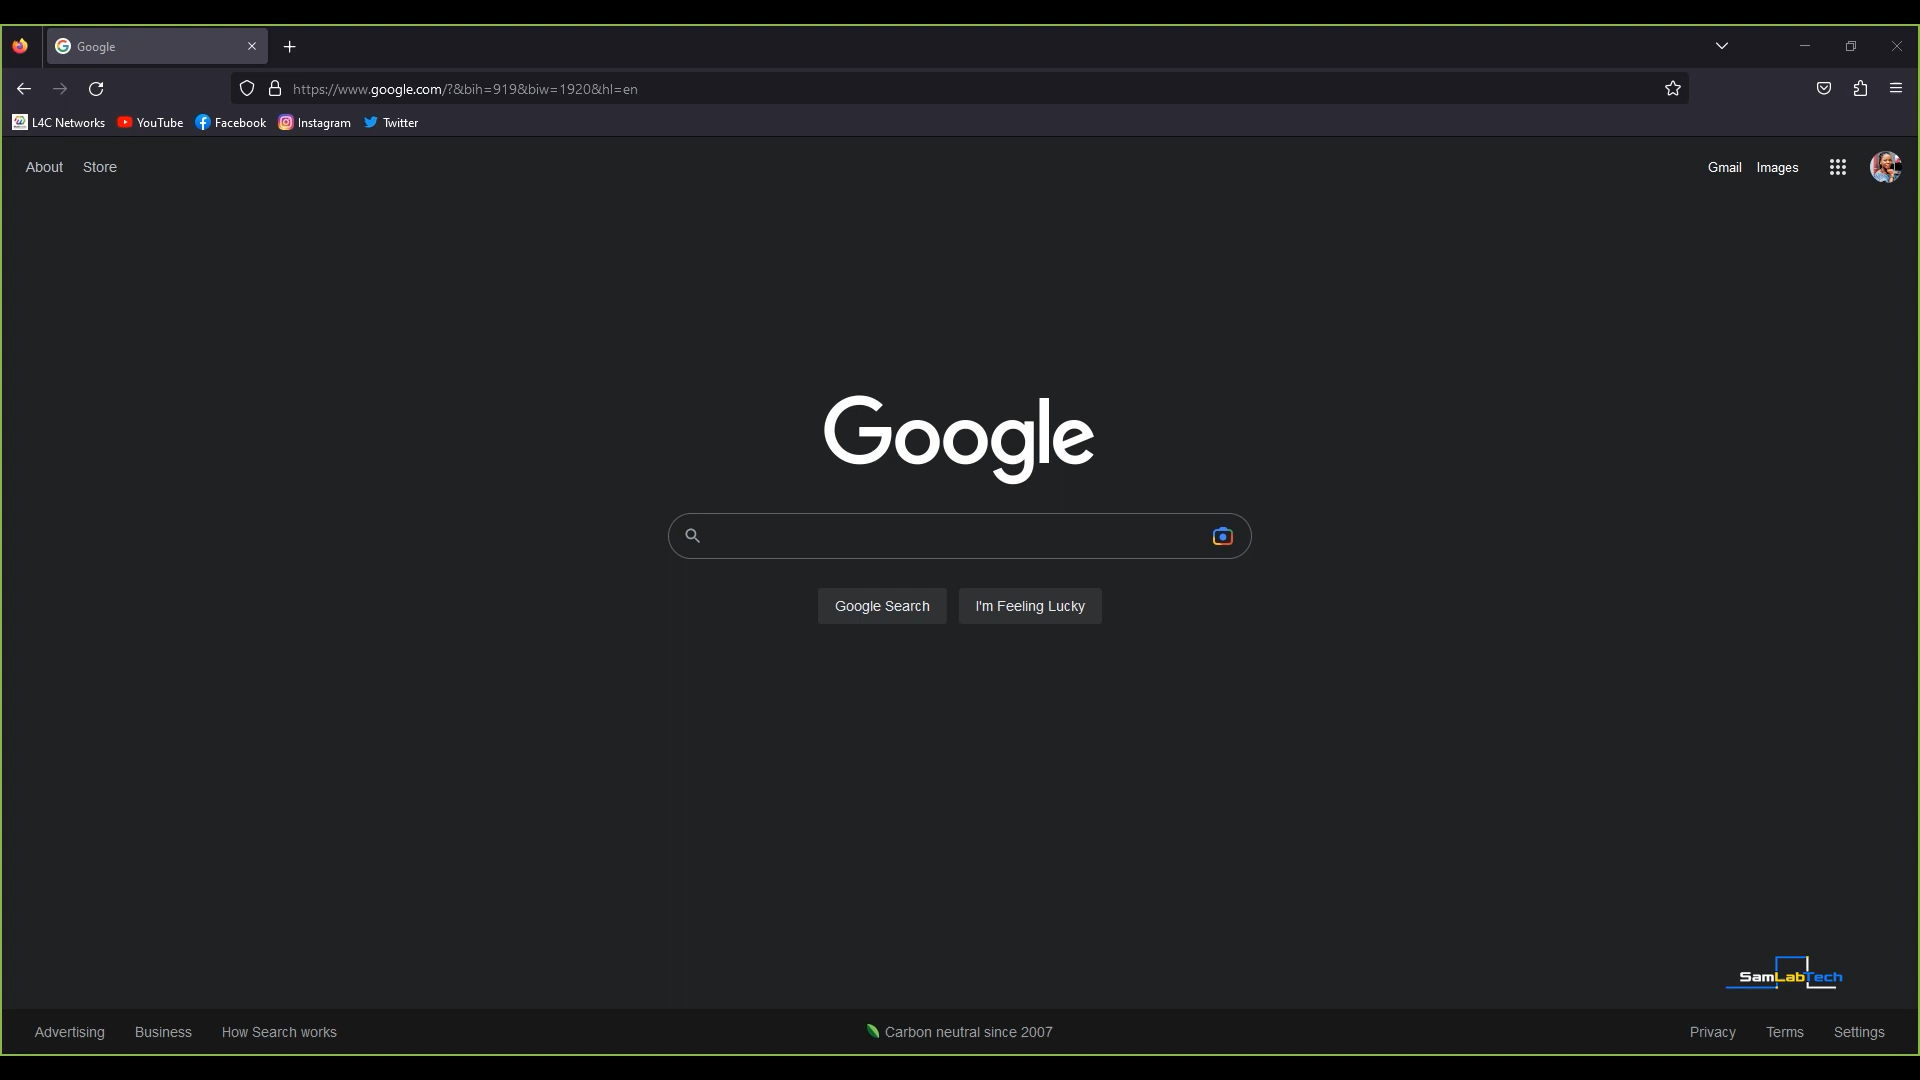 Google
https://www.google.com/?&bih=919&biw=1920&hl=en
L4C Networks YouTube Facebook Instagram Twitter
About Store Gmail Images
Google
Google Search I'm Feeling Lucky
SamLabTech
Advertising Business How Search works Carbon neutral since 2007 Privacy Terms Settings